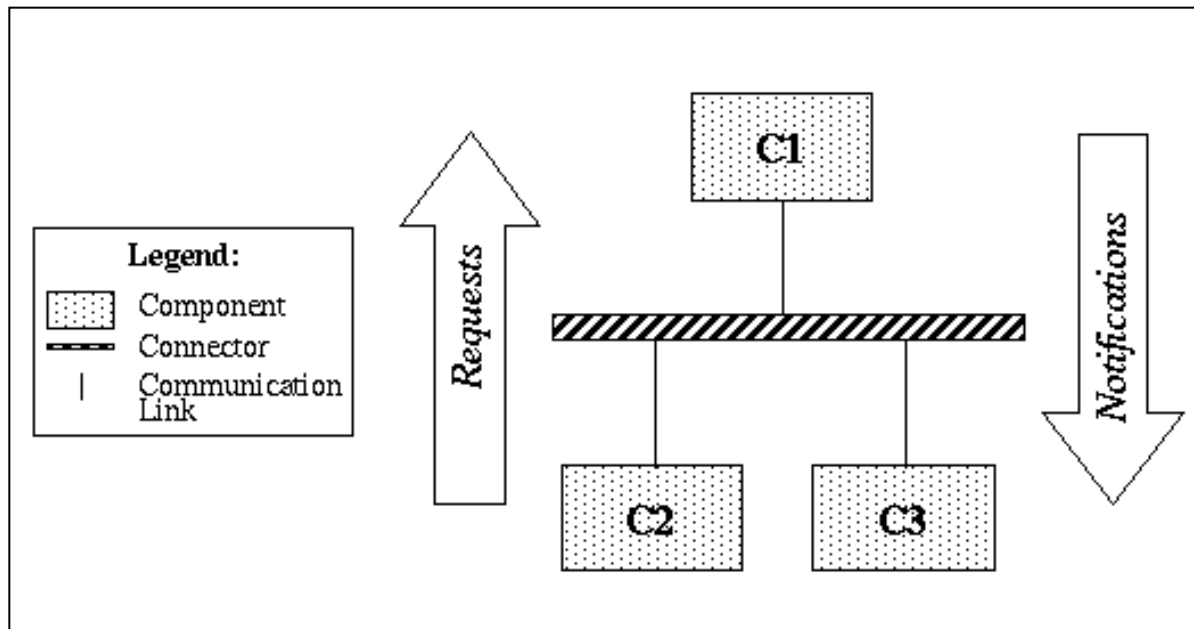 C1
Requests
Notifications
Legend:
Component
Connector
Communication
Link
C2
C3